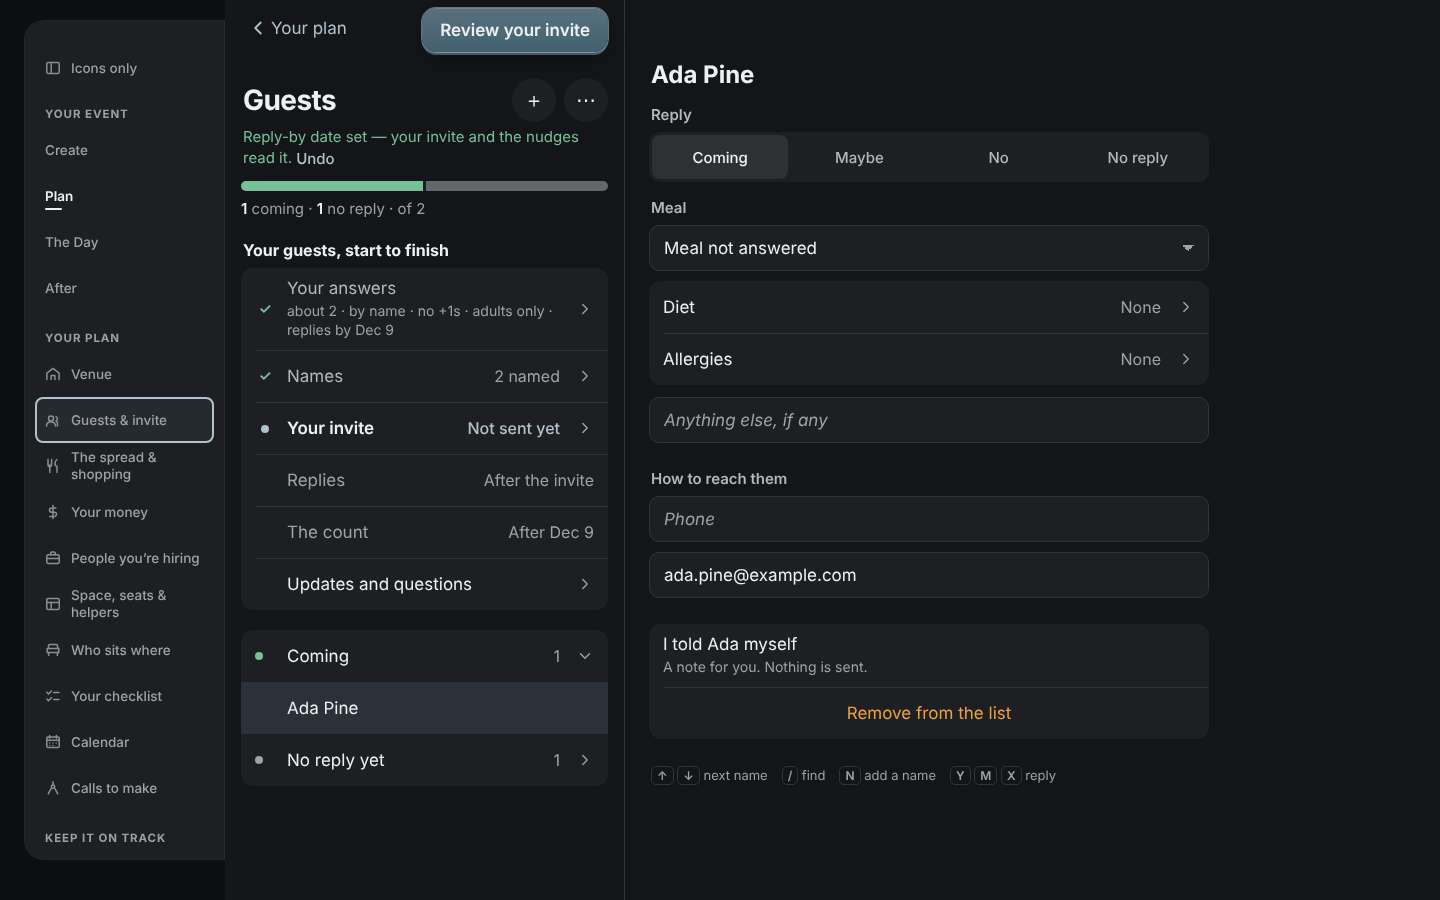 Icons only
YOUR EVENT
Create
Plan
The Day
After
YOUR PLAN
Venue
Guests & invite
The spread &
shopping
Your money
People you’re hiring
Space, seats &
helpers
Who sits where
Your checklist
Calendar
Calls to make
KEEP IT ON TRACK
Your plan
Review your invite
Guests
+
Reply-by date set — your invite and the nudges
read it. Undo
1 coming · 1 no reply · of 2
Your guests, start to finish
Your answers
about 2 · by name · no +1s · adults only ·
replies by Dec 9
Names 2 named
Your invite Not sent yet
Replies After the invite
The count After Dec 9
Updates and questions
Coming 1
Ada Pine
No reply yet 1
Ada Pine
Reply
Coming Maybe No No reply
Meal
Meal not answered
Diet None
Allergies None
Anything else, if any
How to reach them
Phone
ada.pine@example.com
I told Ada myself
A note for you. Nothing is sent.
Remove from the list
↑ ↓ next name / find N add a name Y M X reply